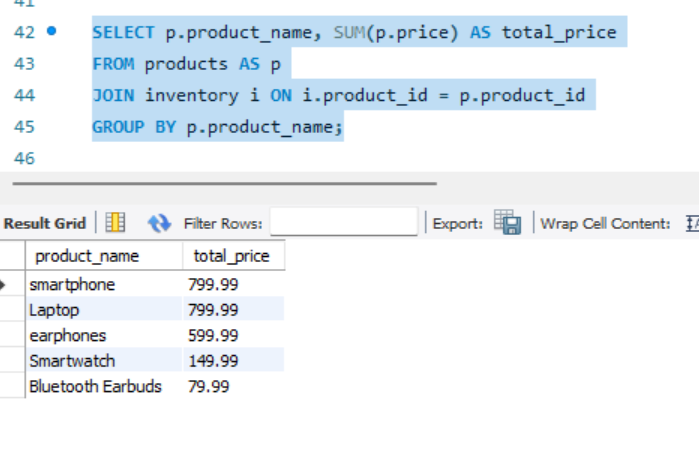 41
42 SELECT p.product_name, SUM(p.price) AS total_price
43 FROM products AS p
44 JOIN inventory i ON i.product_id = p.product_id
45 GROUP BY p.product_name;
46
Result Grid Filter Rows: Export: Wrap Cell Content:
product_name total_price
smartphone 799.99
Laptop 799.99
earphones 599.99
Smartwatch 149.99
Bluetooth Earbuds 79.99